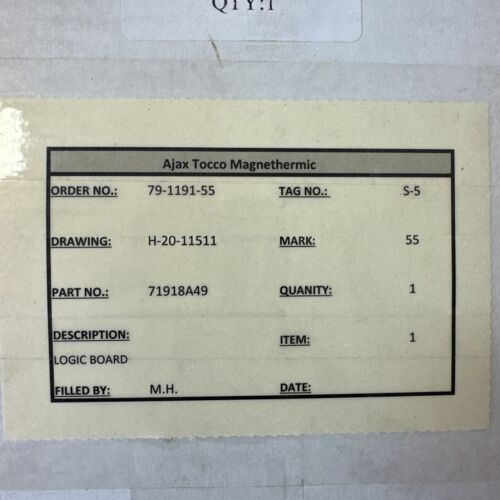 QTY:1
Ajax Tocco Magnethermic
ORDER NO.: 79-1191-55 TAG NO.: S-5
DRAWING: H-20-11511 MARK: 55
PART NO.: 71918A49 QUANITY: 1
DESCRIPTION: ITEM: 1
LOGIC BOARD
FILLED BY: M.H. DATE: